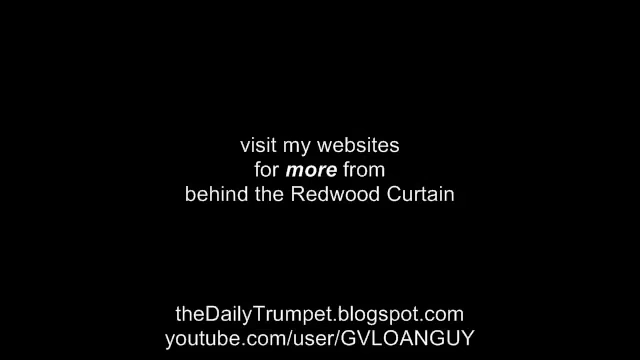 visit my websites
for more from
behind the Redwood Curtain
theDailyTrumpet.blogspot.com
youtube.com/user/GVLOANGUY